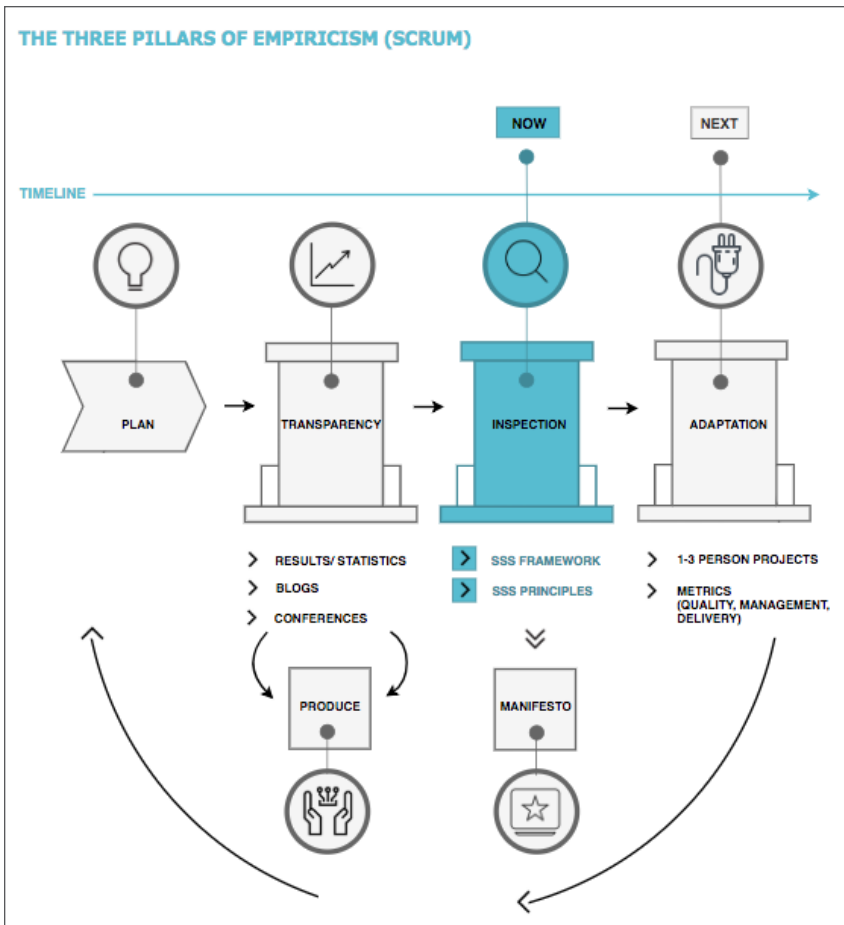 THE THREE PILLARS OF EMPIRICISM (SCRUM)
NOW
NEXT
TIMELINE
PLAN
TRANSPARENCY
INSPECTION
ADAPTATION
RESULTS/ STATISTICS
BLOGS
CONFERENCES
SSS FRAMEWORK
SSS PRINCIPLES
1-3 PERSON PROJECTS
METRICS
(QUALITY, MANAGEMENT,
DELIVERY)
PRODUCE
MANIFESTO